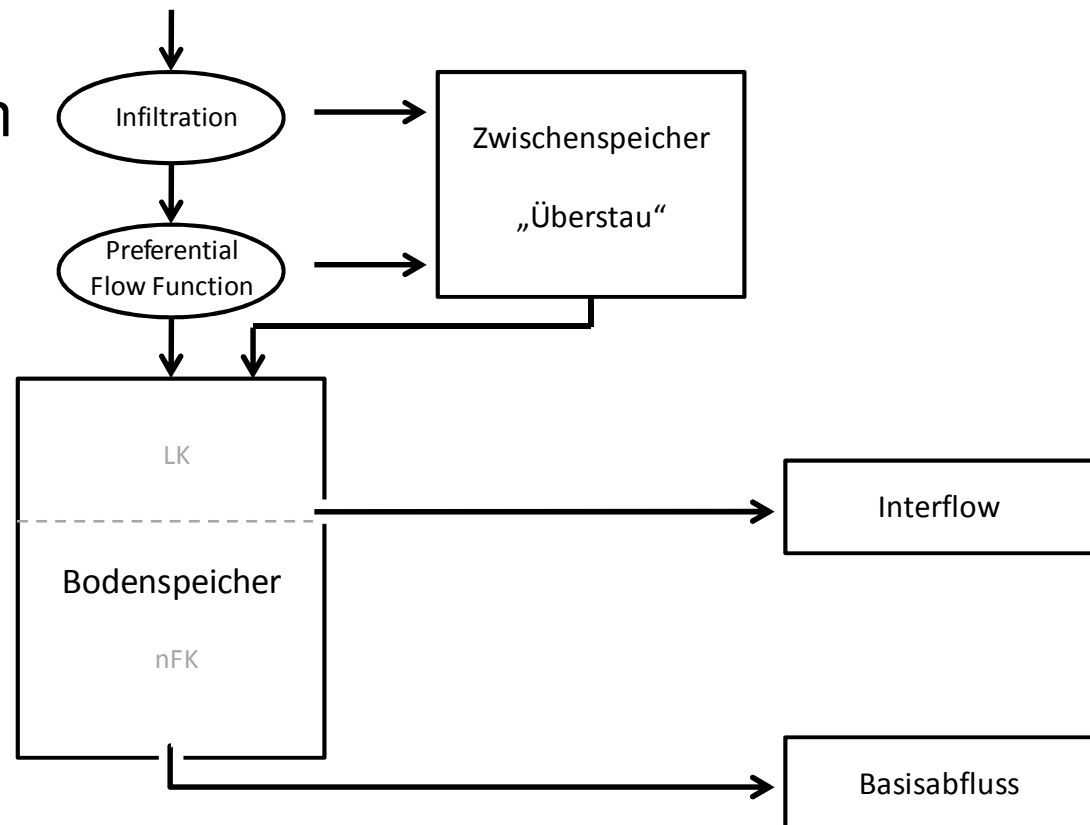 Infiltration
Zwischenspeicher
„Überstau“
Preferential
Flow Function
LK
Interflow
Bodenspeicher
nFK
Basisabfluss